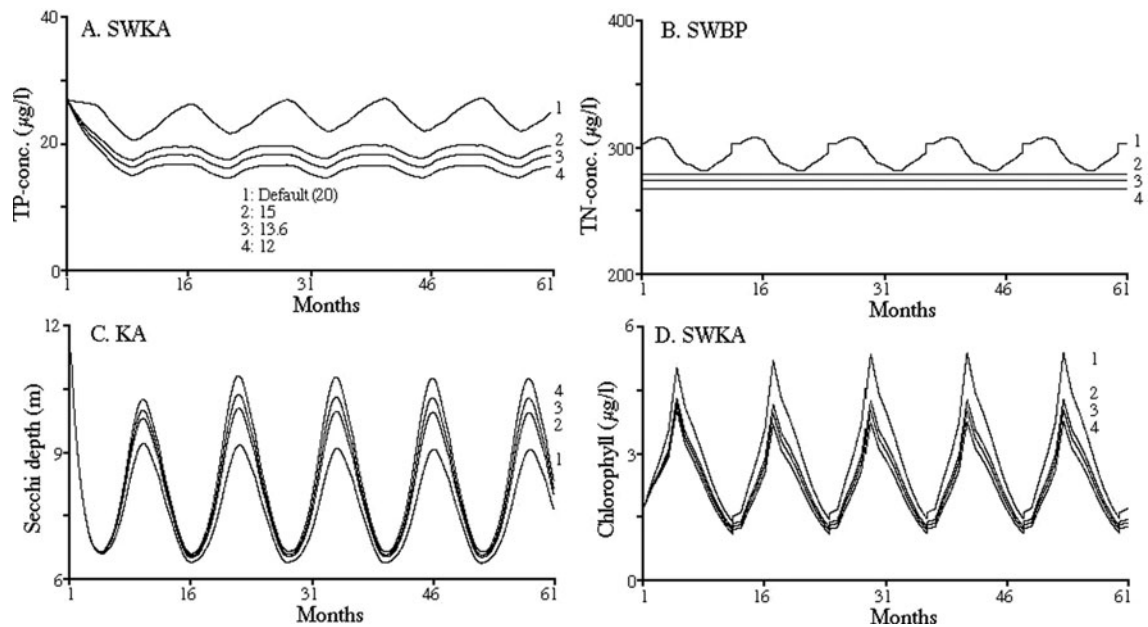 A. SWKA
TP-conc. (µg/l)
40
20
0
1
2
3
4
1: Default (20)
2: 15
3: 13.6
4: 12
1 16 31 46 61
Months
B. SWBP
TN-conc. (µg/l)
400
300
200
1
2
3
4
1 16 31 46 61
Months
C. KA
Secchi depth (m)
12
9
6
4
3
2
1
1 16 31 46 61
Months
D. SWKA
Chlorophyll (µg/l)
6
3
0
1
2
3
4
1 16 31 46 61
Months